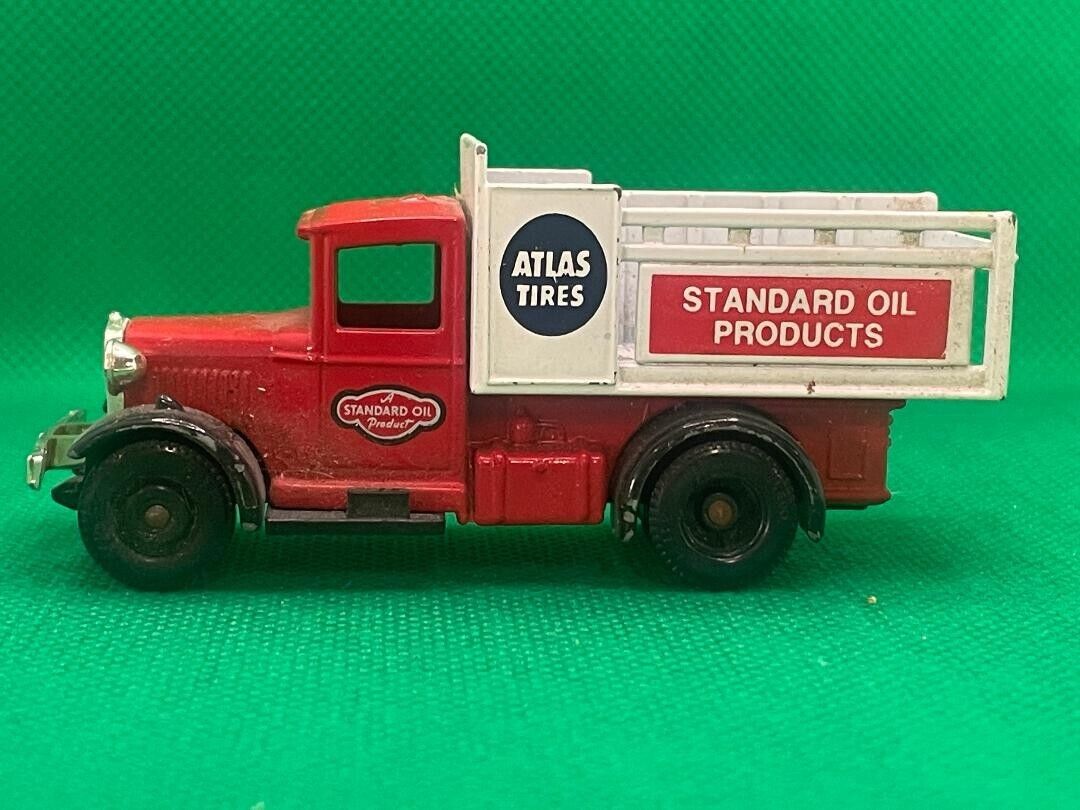 ATLAS
TIRES
STANDARD OIL
PRODUCTS
A
STANDARD OIL
Product